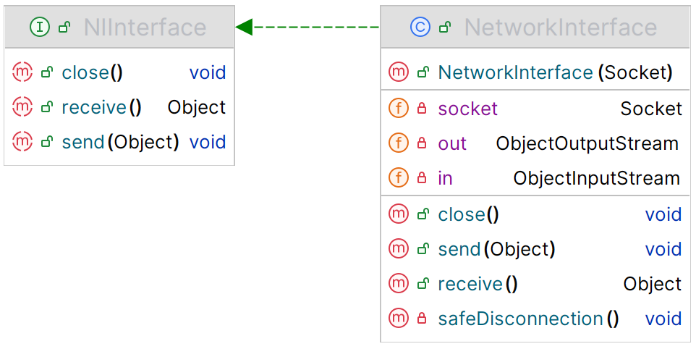 NIInterface
close() void
receive() Object
send(Object) void
NetworkInterface
NetworkInterface(Socket)
socket Socket
out ObjectOutputStream
in ObjectInputStream
close() void
send(Object) void
receive() Object
safeDisconnection() void